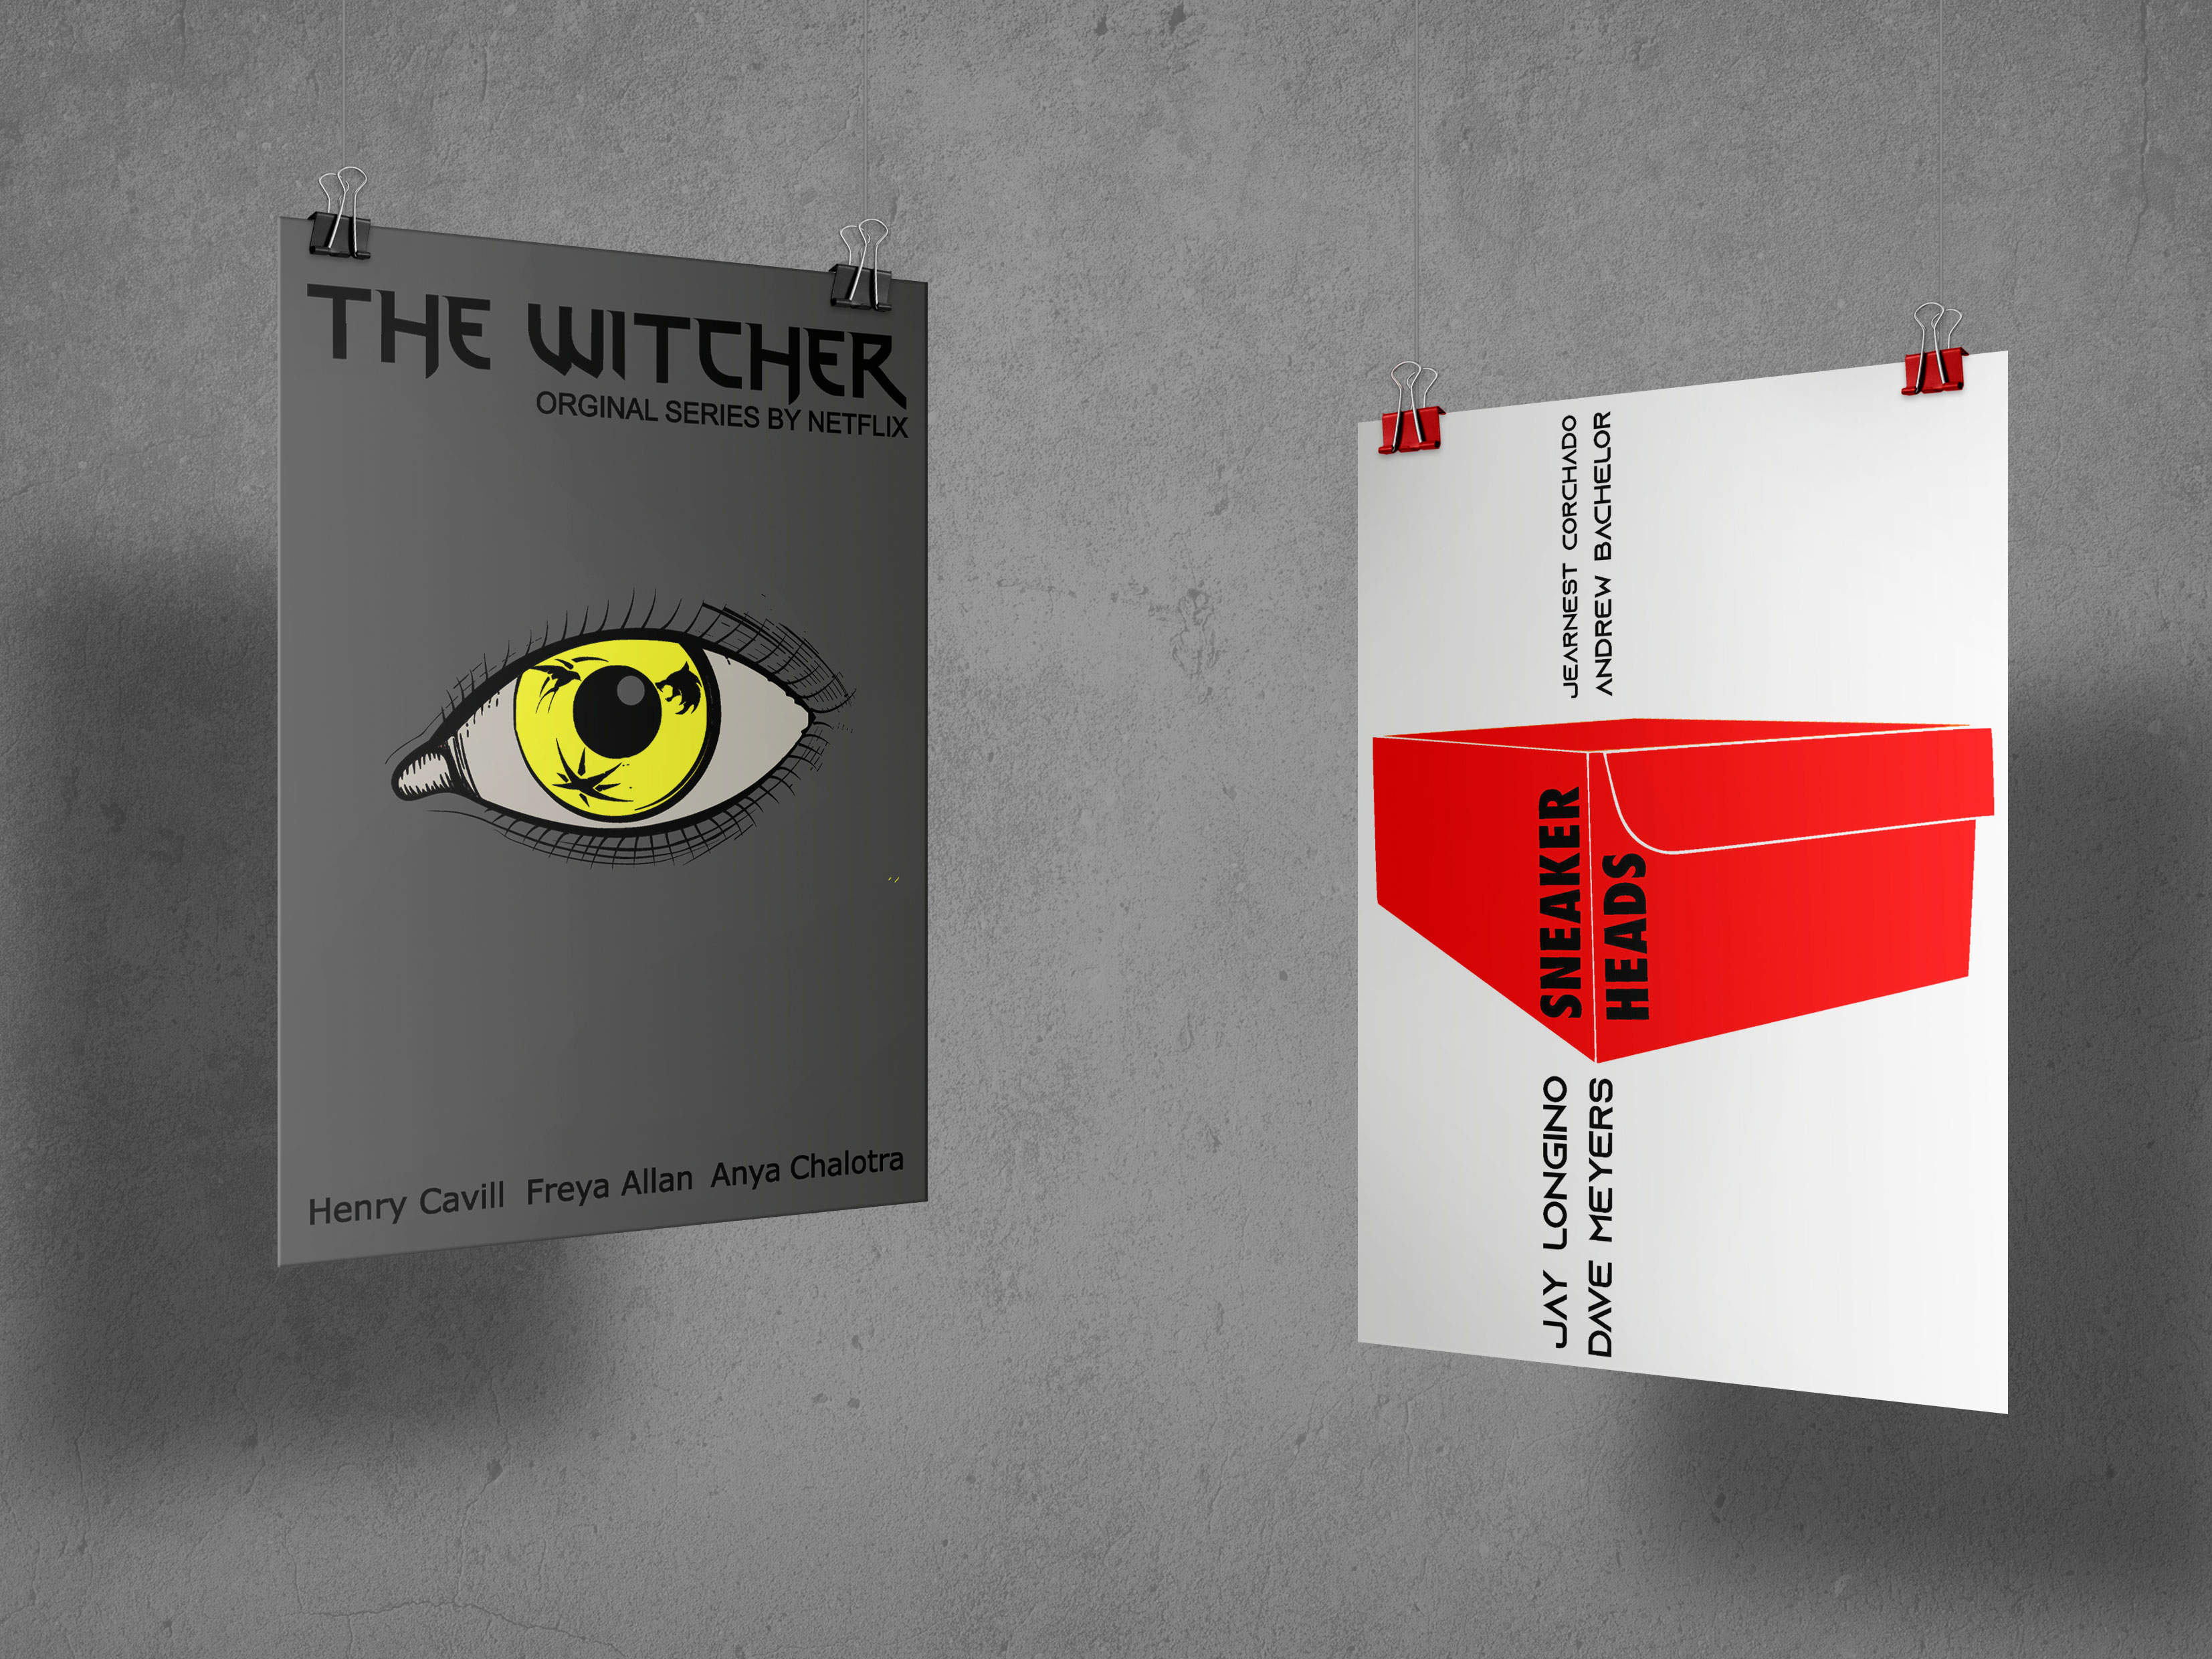 THE WITCHER
ORGINAL SERIES BY NETFLIX
Henry Cavill Freya Allan Anya Chalotra
JEARNEST CORCHADO
ANDREW BACHELOR
SNEAKER
HEADS
JAY LONGINO
DAVE MEYERS